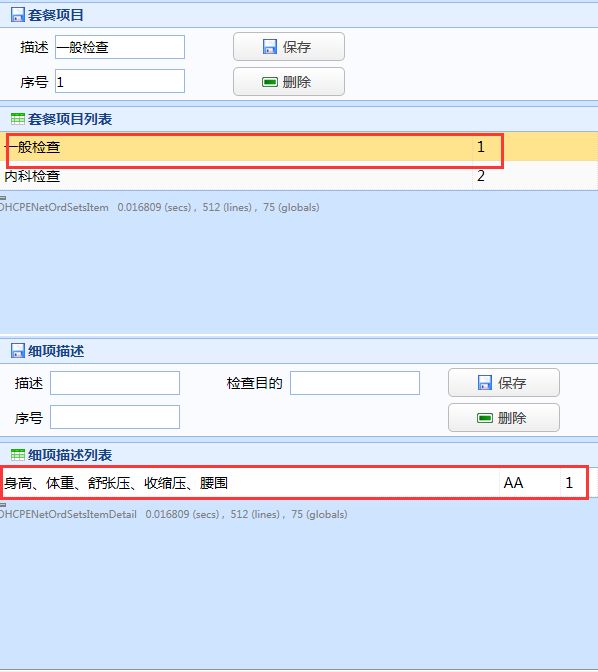 套餐项目
描述 一般检查 保存
序号 1 删除
套餐项目列表
一般检查 1
内科检查 2
DHCPENetOrdSetsItem 0.016809 (secs) , 512 (lines) , 75 (globals)
细项描述
描述 检查目的 保存
序号 删除
细项描述列表
身高、体重、舒张压、收缩压、腰围 AA 1
DHCPENetOrdSetsItemDetail 0.016809 (secs) , 512 (lines) , 75 (globals)